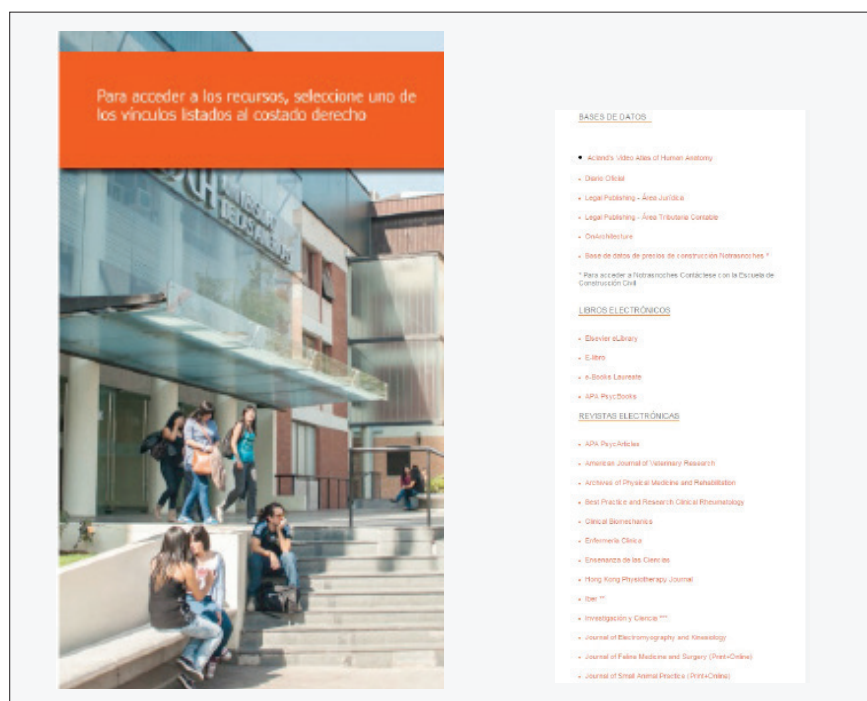 Para acceder a los recursos, seleccione uno de
los vínculos listados al costado derecho
UNIVERSIDAD
DE LAS AMÉRICAS
BASES DE DATOS
• Acland's Video Atlas of Human Anatomy
• Diario Oficial
• Legal Publishing - Área Jurídica
• Legal Publishing - Área Tributaria Contable
• OnArchitecture
• Base de datos de precios de construcción Notrasnoches *
* Para acceder a Notrasnoches Contáctese con la Escuela de
Construcción Civil
LIBROS ELECTRÓNICOS
• Elsevier eLibrary
• E-libro
• e-Books Laureate
• APA PsycBooks
REVISTAS ELECTRÓNICAS
• APA PsycArticles
• American Journal of Veterinary Research
• Archives of Physical Medicine and Rehabilitation
• Best Practice and Research Clinical Rheumatology
• Clinical Biomechanics
• Enfermería Clínica
• Enseñanza de las Ciencias
• Hong Kong Physiotherapy Journal
• Iber **
• Investigación y Ciencia ***
• Journal of Electromyography and Kinesiology
• Journal of Feline Medicine and Surgery (Print+Online)
• Journal of Small Animal Practice (Print+Online)